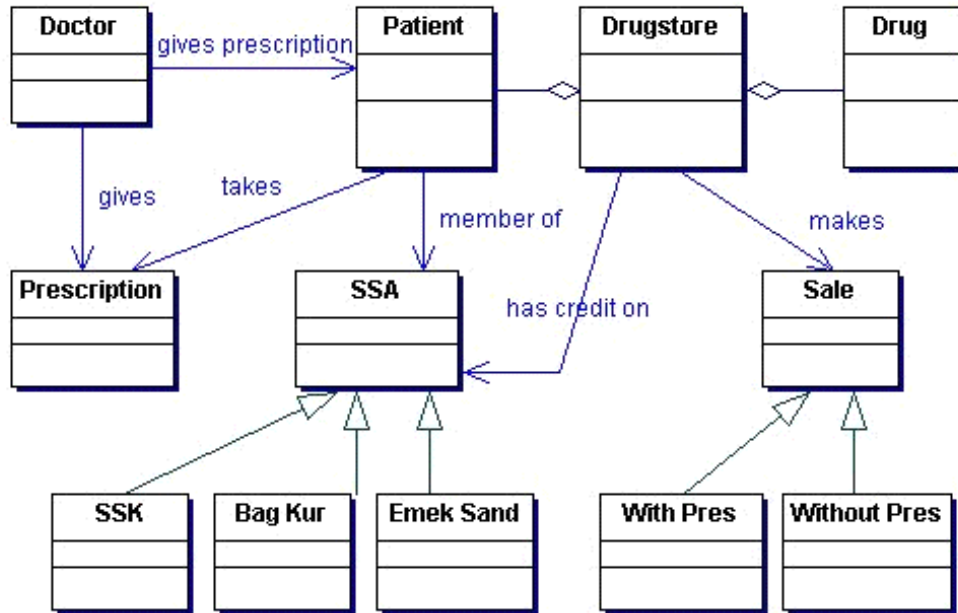 Doctor
Patient
Drugstore
Drug
gives prescription
gives
takes
member of
makes
Prescription
SSA
has credit on
Sale
SSK
Bag Kur
Emek Sand
With Pres
Without Pres